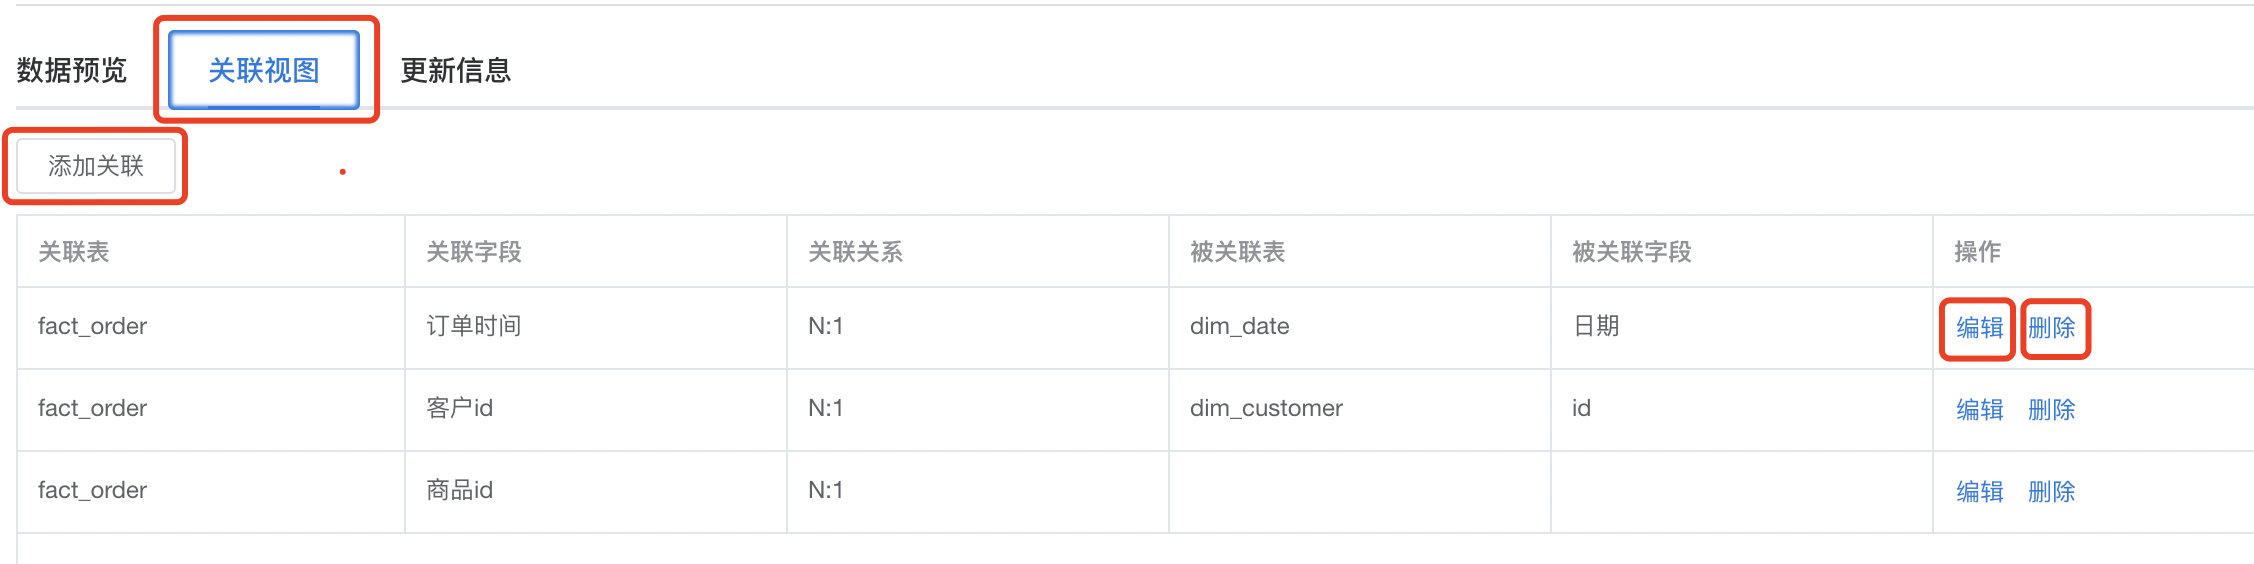 数据预览 关联视图 更新信息
添加关联
关联表 关联字段 关联关系 被关联表 被关联字段 操作
fact_order 订单时间 N:1 dim_date 日期 编辑 删除
fact_order 客户id N:1 dim_customer id 编辑 删除
fact_order 商品id N:1 编辑 删除